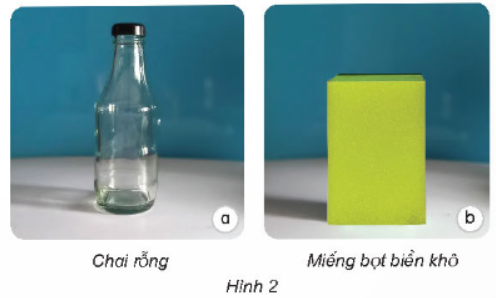 a
b
Chai rỗng
Miếng bọt biển khô
Hình 2